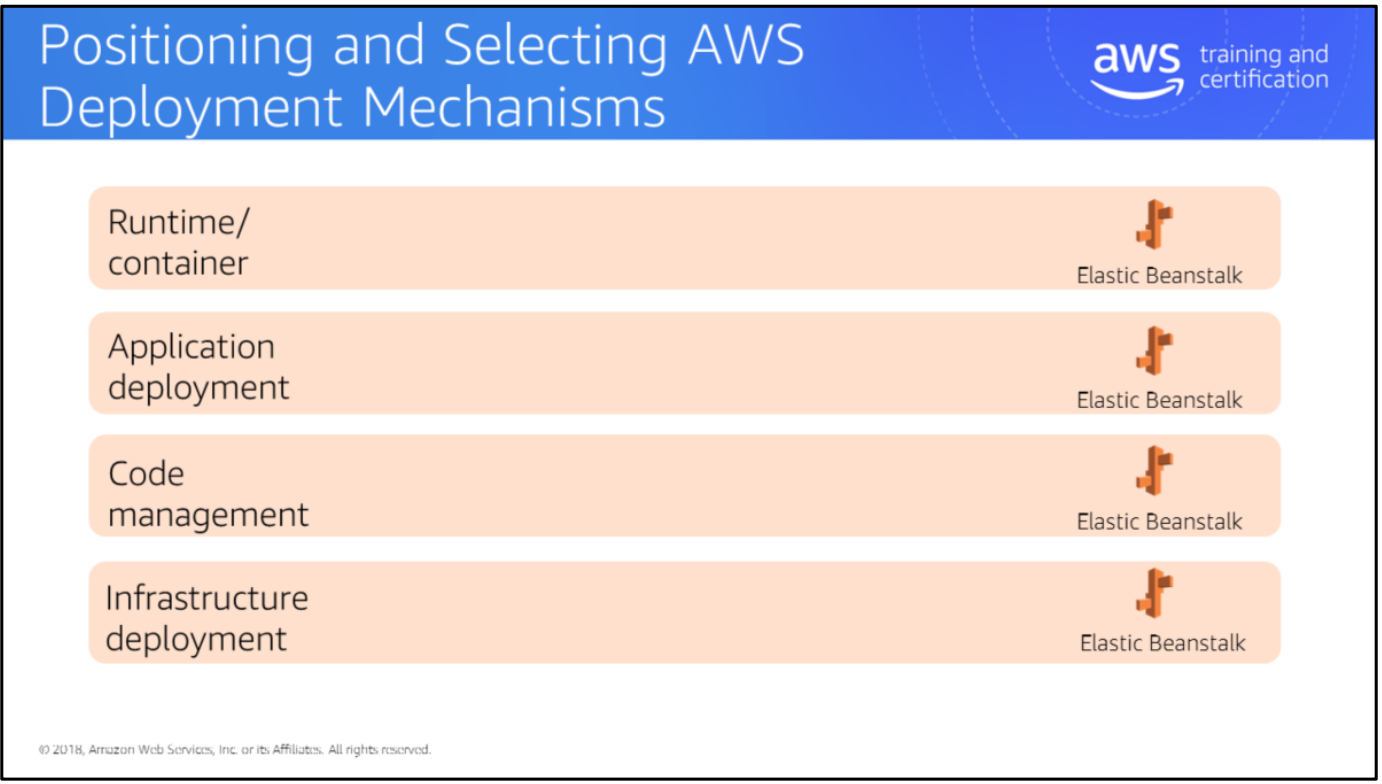 Positioning and Selecting AWS
Deployment Mechanisms
aws training and
certification
Runtime/
container
Elastic Beanstalk
Application
deployment
Elastic Beanstalk
Code
management
Elastic Beanstalk
Infrastructure
deployment
Elastic Beanstalk
© 2018, Amazon Web Services, Inc. or its Affiliates. All rights reserved.